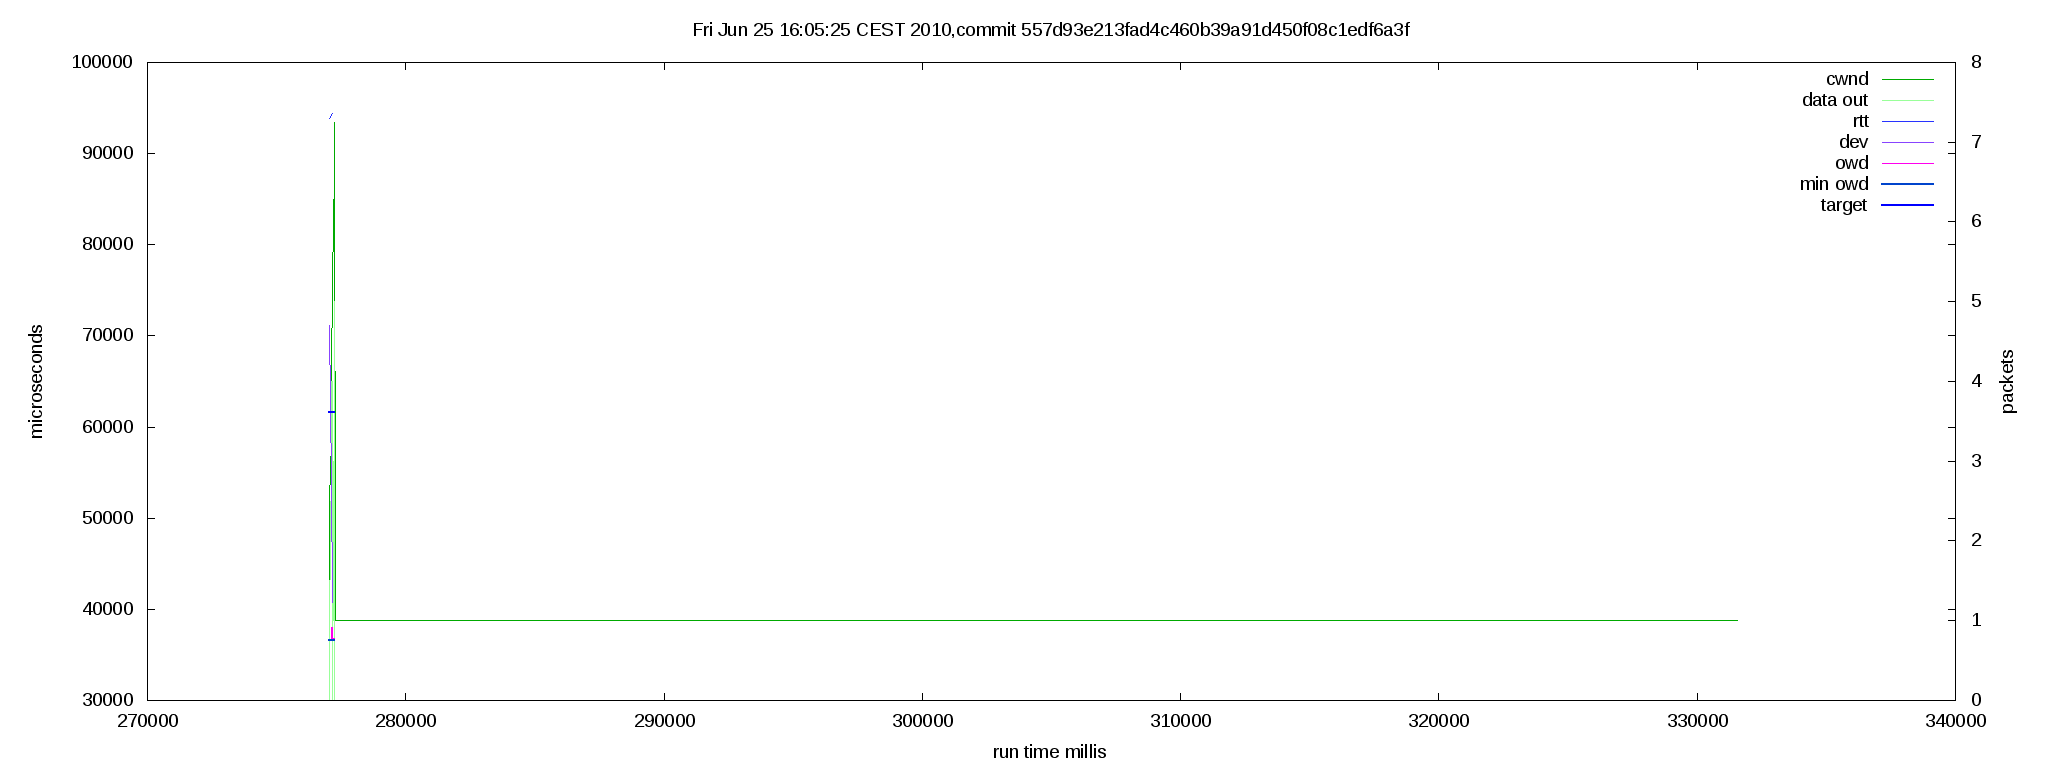 Fri Jun 25 16:05:25 CEST 2010,commit 557d93e213fad4c460b39a91d450f08c1edf6a3f
100000
90000
80000
70000
60000
50000
40000
30000
microseconds
cwnd
data out
rtt
dev
owd
min owd
target
8
7
6
5
4
3
2
1
0
packets
270000 280000 290000 300000 310000 320000 330000 340000
run time millis